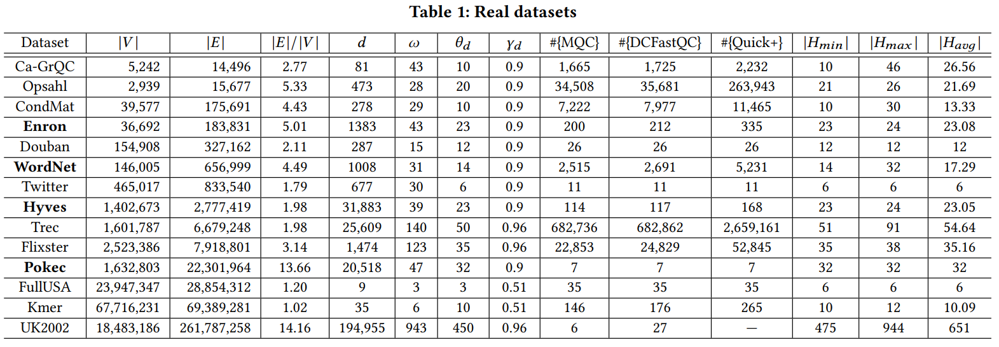 Table 1: Real datasets
Dataset |V| |E| |E|/|V| d ω θd γd #{MQC} #{DCFastQC} #{Quick+} |Hmin| |Hmax| |Havg|
Ca-GrQC 5,242 14,496 2.77 81 43 10 0.9 1,665 1,725 2,232 10 46 26.56
Opsahl 2,939 15,677 5.33 473 28 20 0.9 34,508 35,681 263,943 21 26 21.69
CondMat 39,577 175,691 4.43 278 29 10 0.9 7,222 7,977 11,465 10 30 13.33
Enron 36,692 183,831 5.01 1383 43 23 0.9 200 212 335 23 24 23.08
Douban 154,908 327,162 2.11 287 15 12 0.9 26 26 26 12 12 12
WordNet 146,005 656,999 4.49 1008 31 14 0.9 2,515 2,691 5,231 14 32 17.29
Twitter 465,017 833,540 1.79 677 30 6 0.9 11 11 11 6 6 6
Hyves 1,402,673 2,777,419 1.98 31,883 39 23 0.9 114 117 168 23 24 23.05
Trec 1,601,787 6,679,248 1.98 25,609 140 50 0.96 682,736 682,862 2,659,161 51 91 54.64
Flixster 2,523,386 7,918,801 3.14 1,474 123 35 0.96 22,853 24,829 52,845 35 38 35.16
Pokec 1,632,803 22,301,964 13.66 20,518 47 32 0.9 7 7 7 32 32 32
FullUSA 23,947,347 28,854,312 1.20 9 3 3 0.51 35 35 35 6 6 6
Kmer 67,716,231 69,389,281 1.02 35 6 10 0.51 146 176 265 10 12 10.09
UK2002 18,483,186 261,787,258 14.16 194,955 943 450 0.96 6 27 — 475 944 651